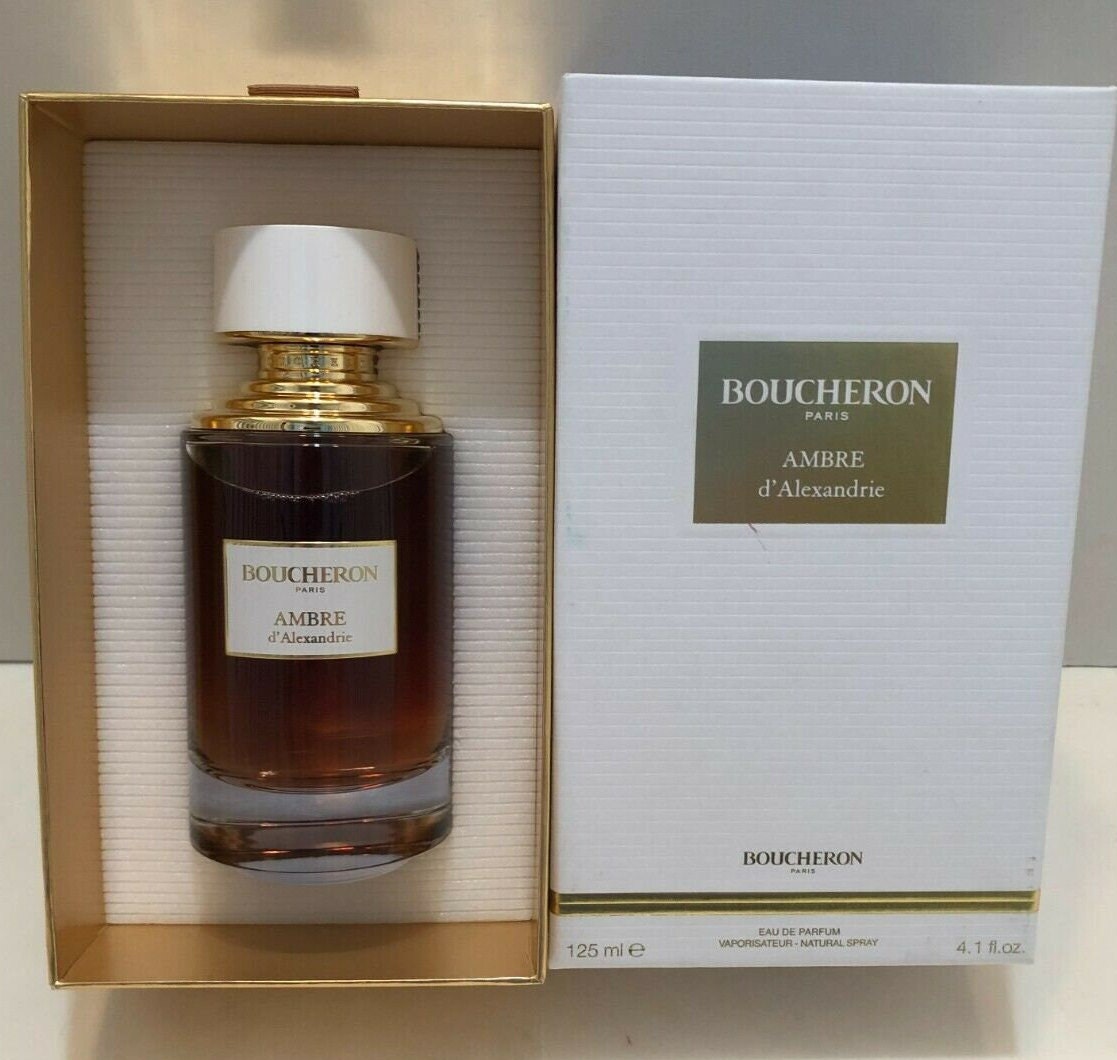 BOUCHERON
PARIS
AMBRE
d'Alexandrie
BOUCHERON
PARIS
AMBRE
d'Alexandrie
BOUCHERON
PARIS
EAU DE PARFUM
VAPORISATEUR - NATURAL SPRAY
125 ml ℮
4.1 fl.oz.